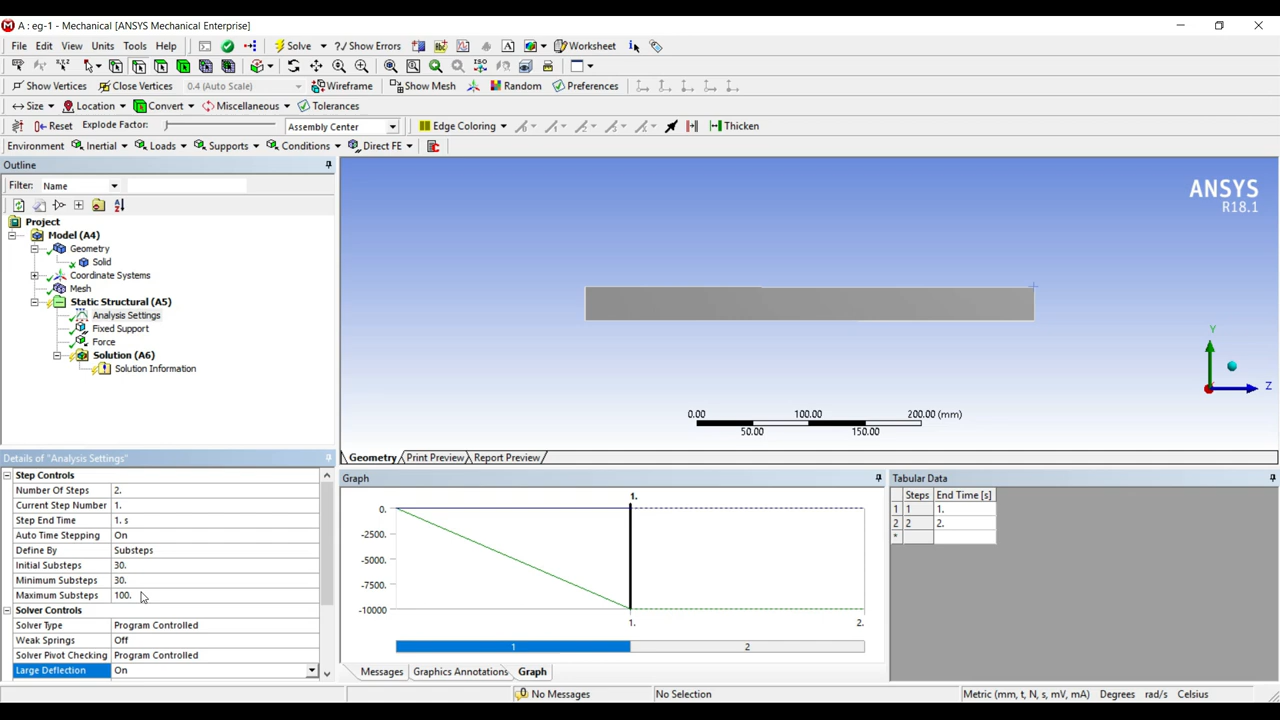 A : eg-1 - Mechanical [ANSYS Mechanical Enterprise]
File Edit View Units Tools Help Solve Show Errors Worksheet
Show Vertices Close Vertices 0.4 (Auto Scale) Wireframe Show Mesh Random Preferences
Size Location Convert Miscellaneous Tolerances
Reset Explode Factor: Assembly Center Edge Coloring Thicken
Environment Inertial Loads Supports Conditions Direct FE
Outline
Filter: Name
Project
Model (A4)
Geometry
Solid
Coordinate Systems
Mesh
Static Structural (A5)
Analysis Settings
Fixed Support
Force
Solution (A6)
Solution Information
ANSYS
R18.1
Y
Z
0.00 100.00 200.00 (mm)
50.00 150.00
Geometry Print Preview Report Preview
Details of "Analysis Settings"
Step Controls
Number Of Steps 2.
Current Step Number 1.
Step End Time 1. s
Auto Time Stepping On
Define By Substeps
Initial Substeps 30.
Minimum Substeps 30.
Maximum Substeps 100.
Solver Controls
Solver Type Program Controlled
Weak Springs Off
Solver Pivot Checking Program Controlled
Large Deflection On
Graph
1.
0.
-2500.
-5000.
-7500.
-10000
1. 2.
1 2
Messages Graphics Annotations Graph
Tabular Data
Steps End Time [s]
1 1 1.
2 2 2.
*
No Messages No Selection Metric (mm, t, N, s, mV, mA) Degrees rad/s Celsius